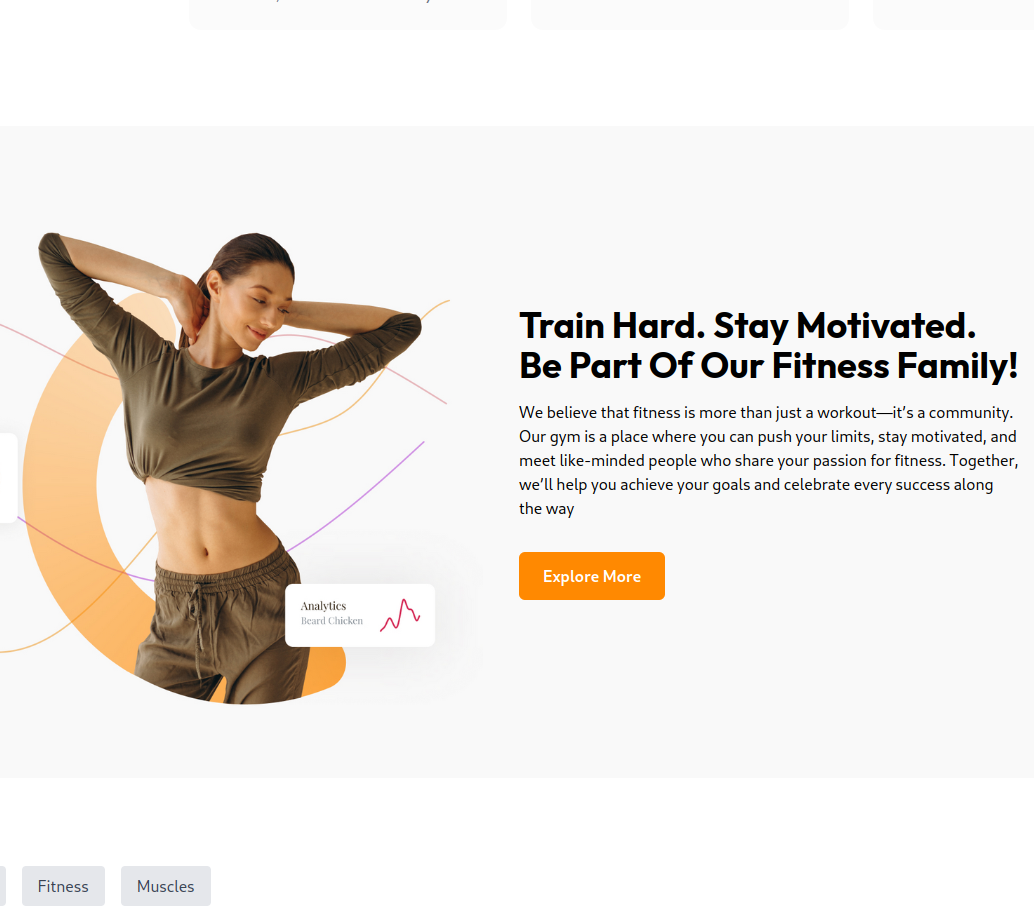 Train Hard. Stay Motivated.
Be Part Of Our Fitness Family!
We believe that fitness is more than just a workout—it’s a community.
Our gym is a place where you can push your limits, stay motivated, and
meet like-minded people who share your passion for fitness. Together,
we’ll help you achieve your goals and celebrate every success along
the way
Explore More
Analytics
Beard Chicken
Fitness
Muscles